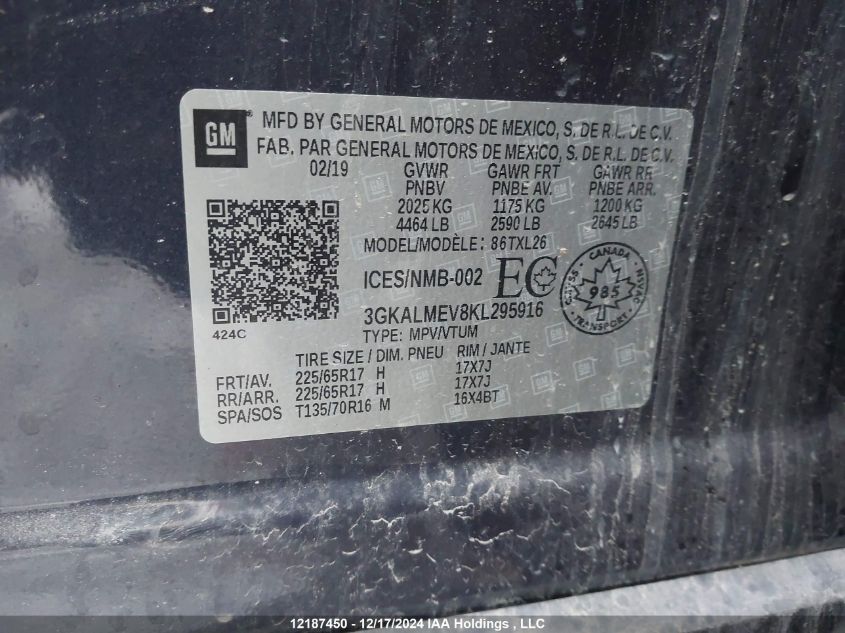 GM ® MFD BY GENERAL MOTORS DE MEXICO, S. DE R.L. DE C.V.
FAB. PAR GENERAL MOTORS DE MEXICO, S. DE R.L. DE C.V.
02/19 GVWR GAWR FRT GAWR RR
PNBV PNBE AV. PNBE ARR.
2025 KG 1175 KG 1200 KG
4464 LB 2590 LB 2645 LB
MODEL/MODÈLE: 86TXL26
ICES/NMB-002 EC
CANADA
985
TRANSPORT
3GKALMEV8KL295916
424C
TYPE: MPV/VTUM
TIRE SIZE / DIM. PNEU RIM / JANTE
FRT/AV. 225/65R17 H 17X7J
RR/ARR. 225/65R17 H 17X7J
SPA/SOS T135/70R16 M 16X4BT
12187450 - 12/17/2024 IAA Holdings, LLC